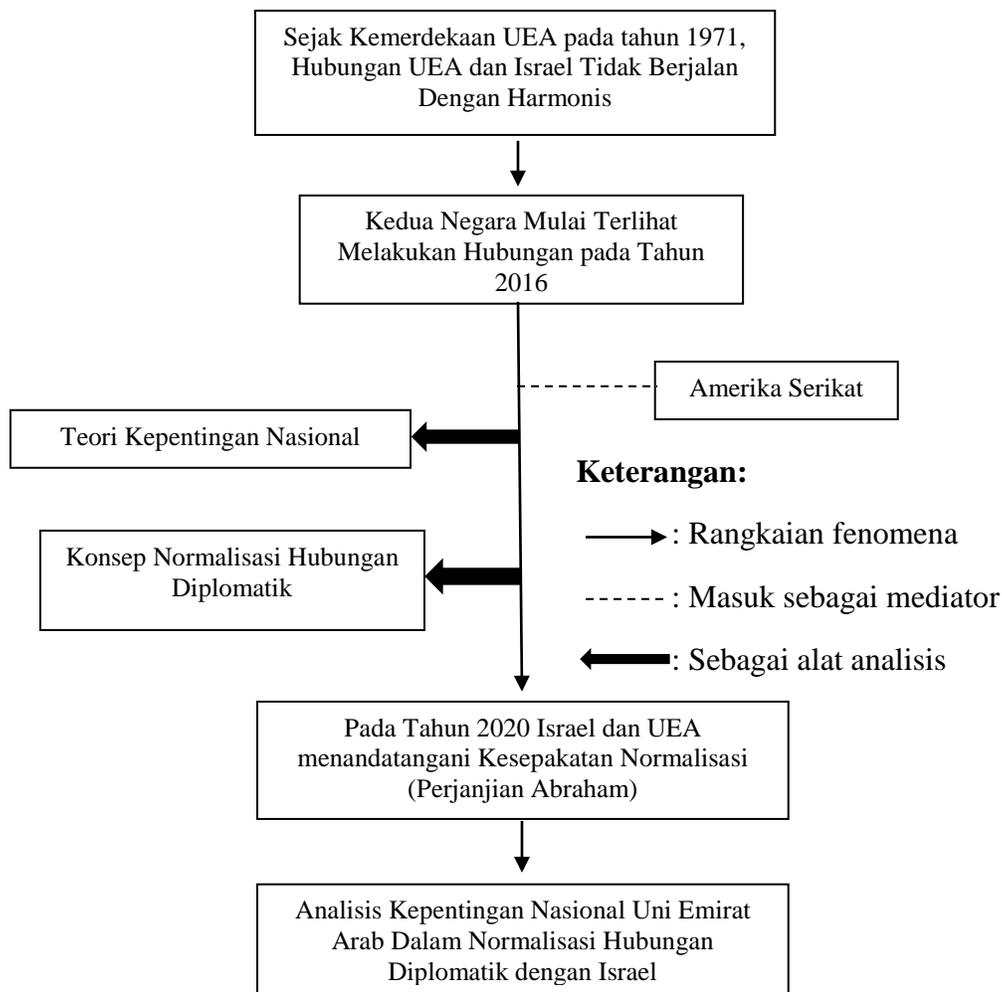 Sejak Kemerdekaan UEA pada tahun 1971,
Hubungan UEA dan Israel Tidak Berjalan
Dengan Harmonis
Kedua Negara Mulai Terlihat
Melakukan Hubungan pada Tahun
2016
Amerika Serikat
Teori Kepentingan Nasional
Keterangan:
: Rangkaian fenomena
Konsep Normalisasi Hubungan
Diplomatik
: Masuk sebagai mediator
: Sebagai alat analisis
Pada Tahun 2020 Israel dan UEA
menandatangani Kesepakatan Normalisasi
(Perjanjian Abraham)
Analisis Kepentingan Nasional Uni Emirat
Arab Dalam Normalisasi Hubungan
Diplomatik dengan Israel